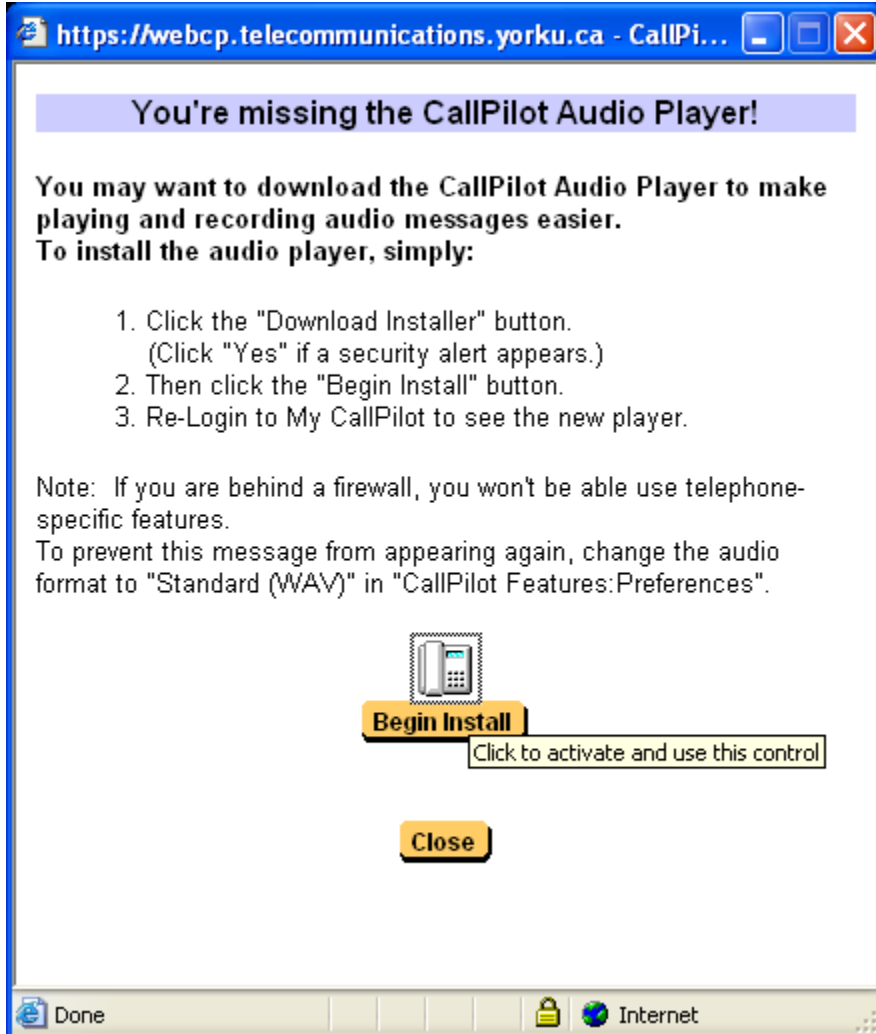 https://webcp.telecommunications.yorku.ca - CallPi...
You're missing the CallPilot Audio Player!
You may want to download the CallPilot Audio Player to make
playing and recording audio messages easier.
To install the audio player, simply:
1. Click the "Download Installer" button.
(Click "Yes" if a security alert appears.)
2. Then click the "Begin Install" button.
3. Re-Login to My CallPilot to see the new player.
Note:  If you are behind a firewall, you won't be able use telephone-
specific features.
To prevent this message from appearing again, change the audio
format to "Standard (WAV)" in "CallPilot Features:Preferences".
Begin Install
Click to activate and use this control
Close
Done
Internet